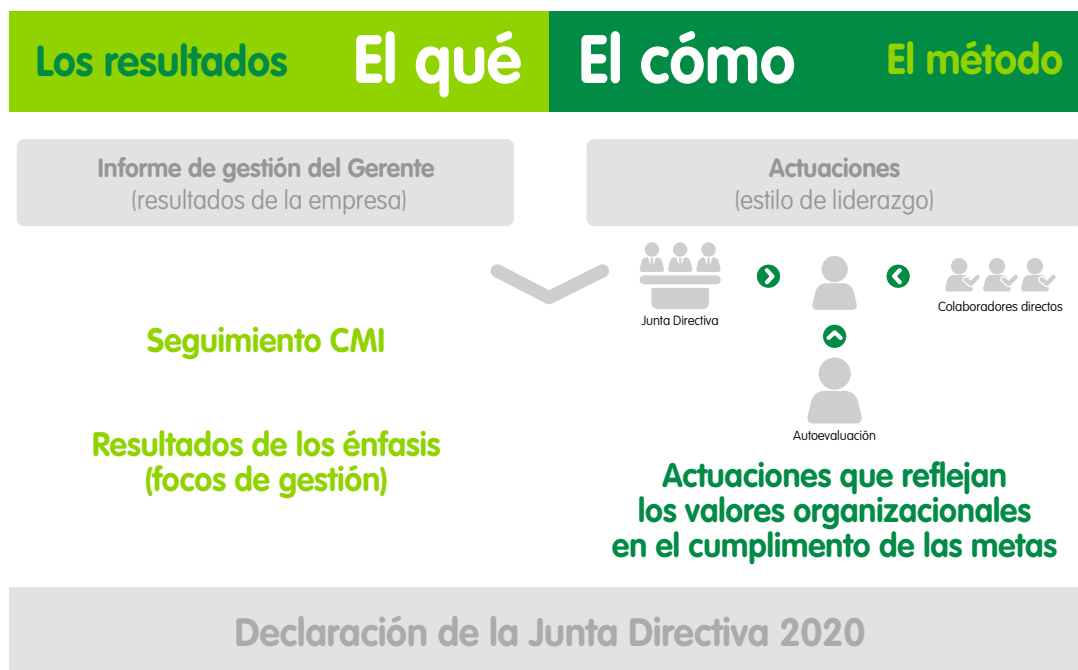 Los resultados El qué El cómo El método
Informe de gestión del Gerente
(resultados de la empresa)
Actuaciones
(estilo de liderazgo)
Junta Directiva
Colaboradores directos
Autoevaluación
Seguimiento CMI
Resultados de los énfasis
(focos de gestión)
Actuaciones que reflejan
los valores organizacionales
en el cumplimento de las metas
Declaración de la Junta Directiva 2020